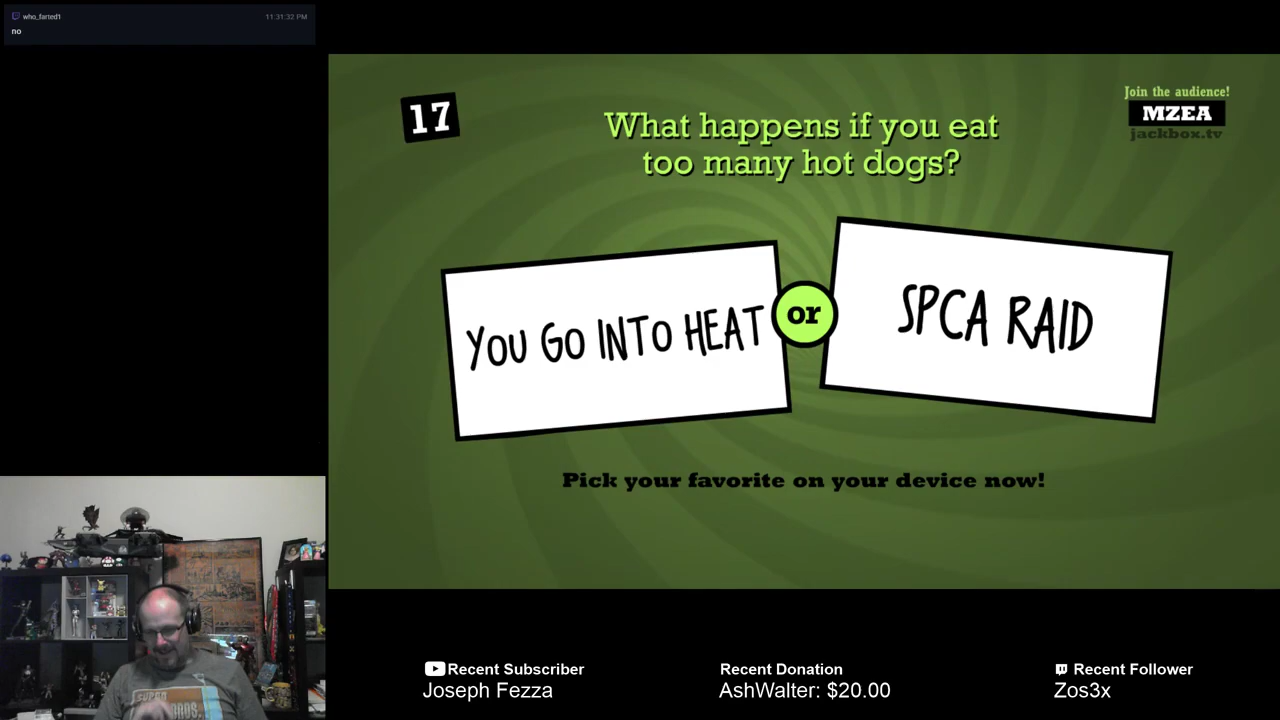 who_farted1 11:31:32 PM
no
17
What happens if you eat
too many hot dogs?
Join the audience!
MZEA
jackbox.tv
YOU GO INTO HEAT
or
SPCA RAID
Pick your favorite on your device now!
Recent Subscriber
Joseph Fezza
Recent Donation
AshWalter: $20.00
Recent Follower
Zos3x
SUPER